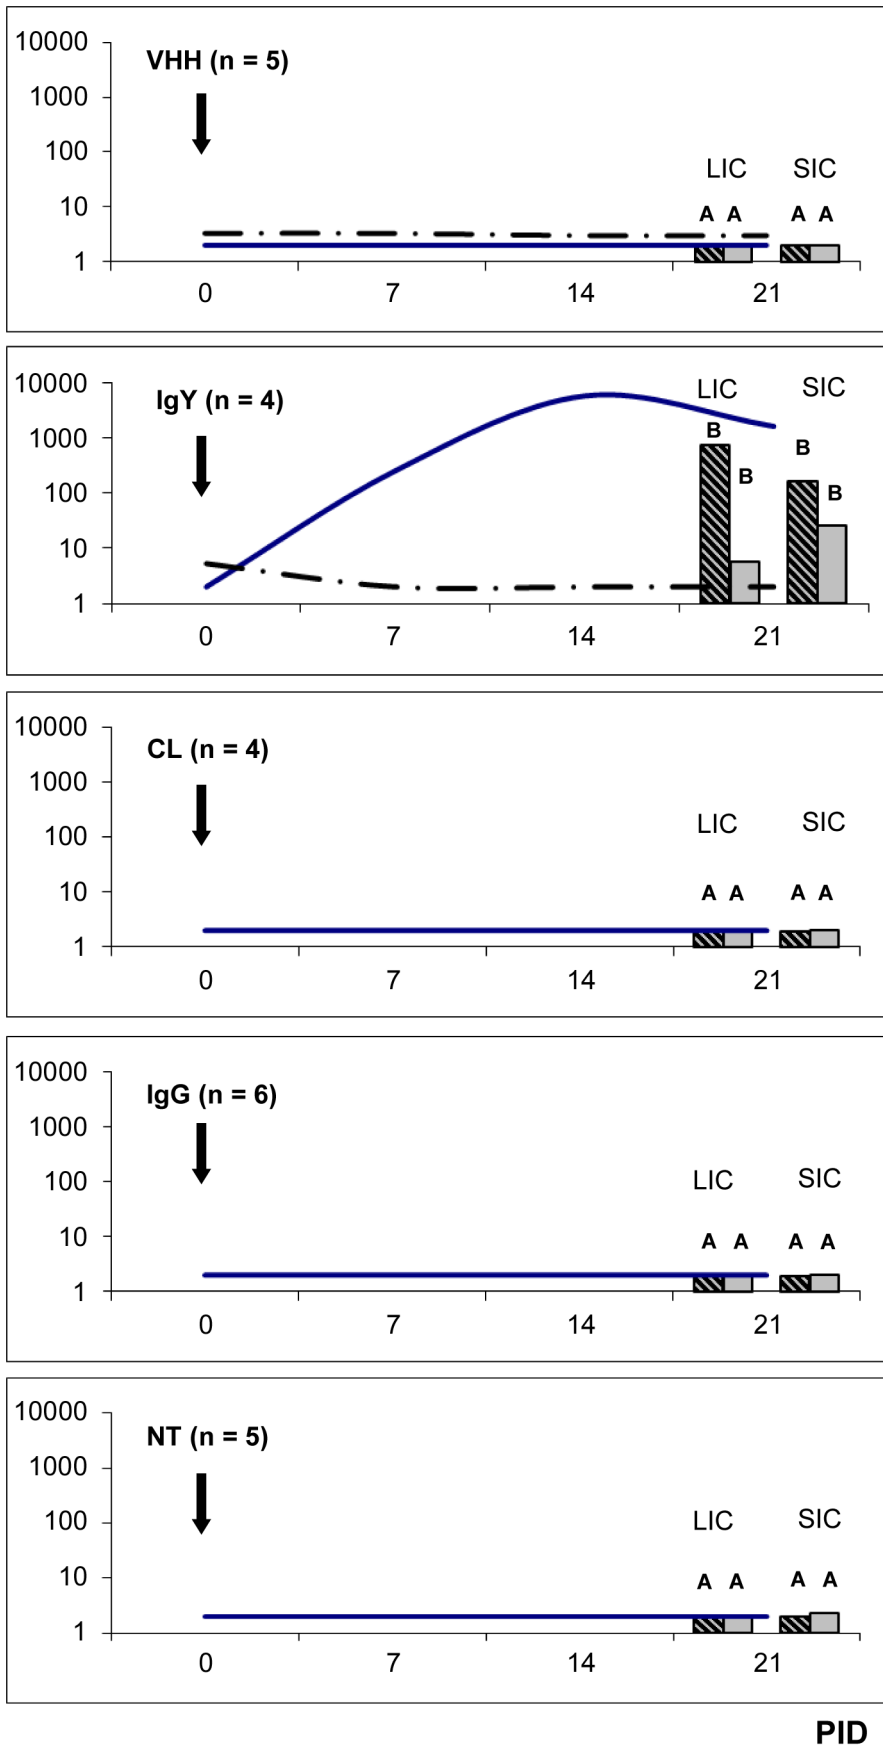 10000
VHH (n = 5)
1000
100
LIC SIC
10
A A A A
1
0 7 14 21
10000
LIC SIC
IgY (n = 4)
1000
B
B
100
B
B
10
1
0 7 14 21
10000
CL (n = 4)
1000
LIC SIC
100
10
A A A A
1
0 7 14 21
10000
IgG (n = 6)
1000
100
LIC SIC
10
A A A A
1
0 7 14 21
10000
NT (n = 5)
1000
100
LIC SIC
10
A A A A
1
0 7 14 21
PID